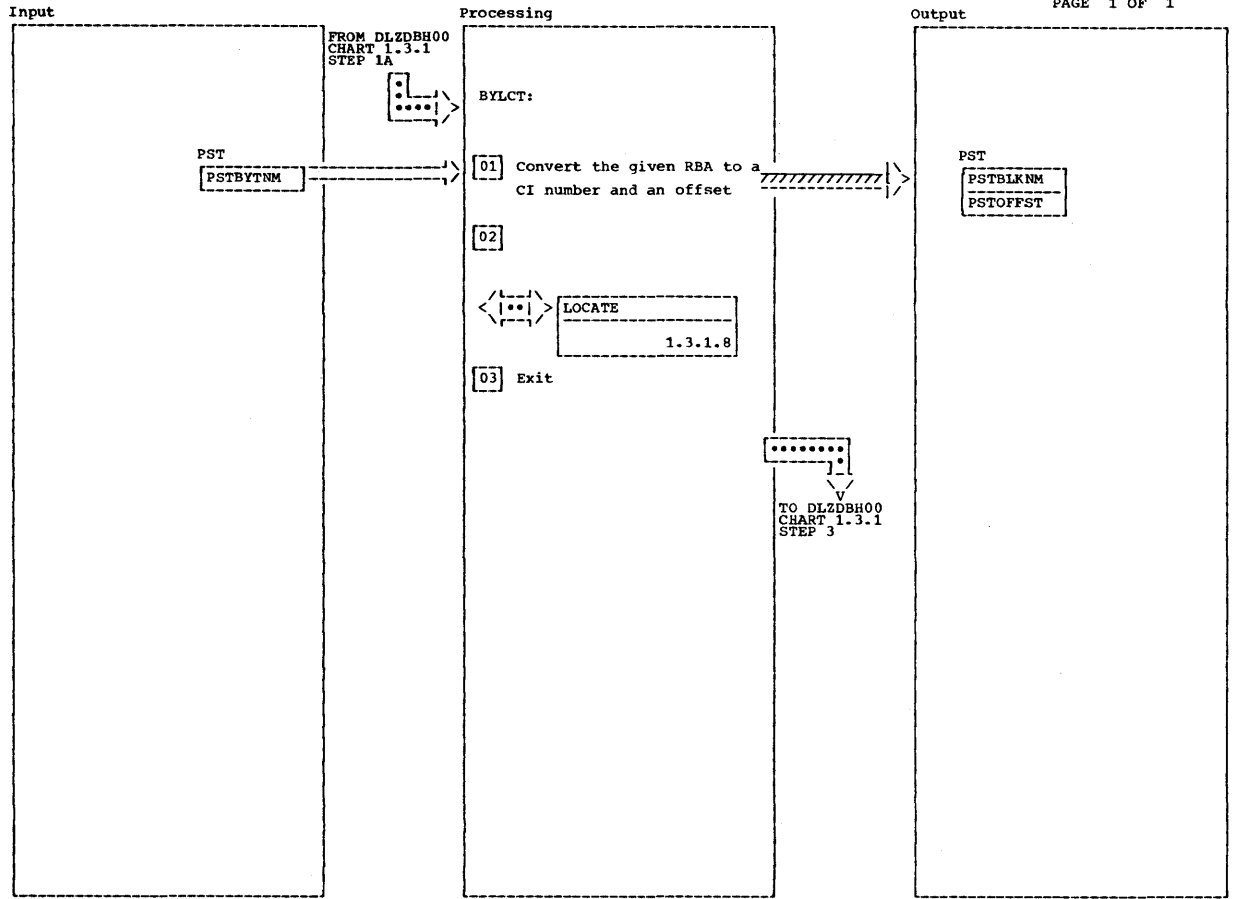 PAGE 1 OF 1
Input
Processing
Output
FROM DLZDBH00
CHART 1.3.1
STEP 1A
BYLCT:
PST
PSTBYTNM
01 Convert the given RBA to a
CI number and an offset
PST
PSTBLKNM
PSTOFFST
02
LOCATE
1.3.1.8
03 Exit
TO DLZDBH00
CHART 1.3.1
STEP 3